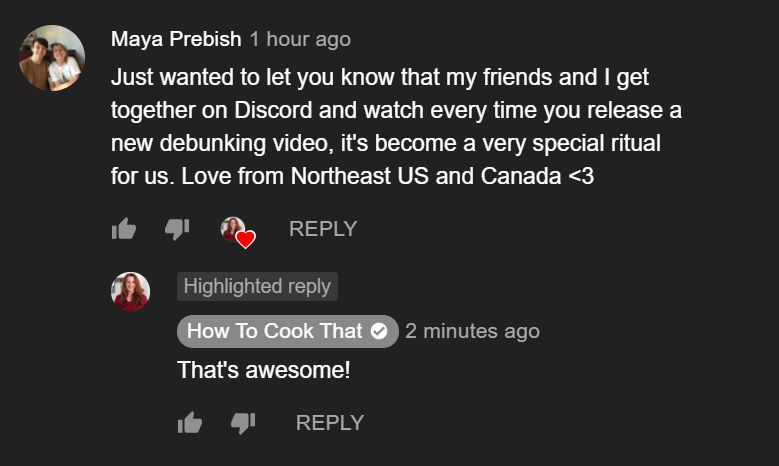 Maya Prebish 1 hour ago
Just wanted to let you know that my friends and I get
together on Discord and watch every time you release a
new debunking video, it's become a very special ritual
for us. Love from Northeast US and Canada <3
REPLY
Highlighted reply
How To Cook That 2 minutes ago
That's awesome!
REPLY